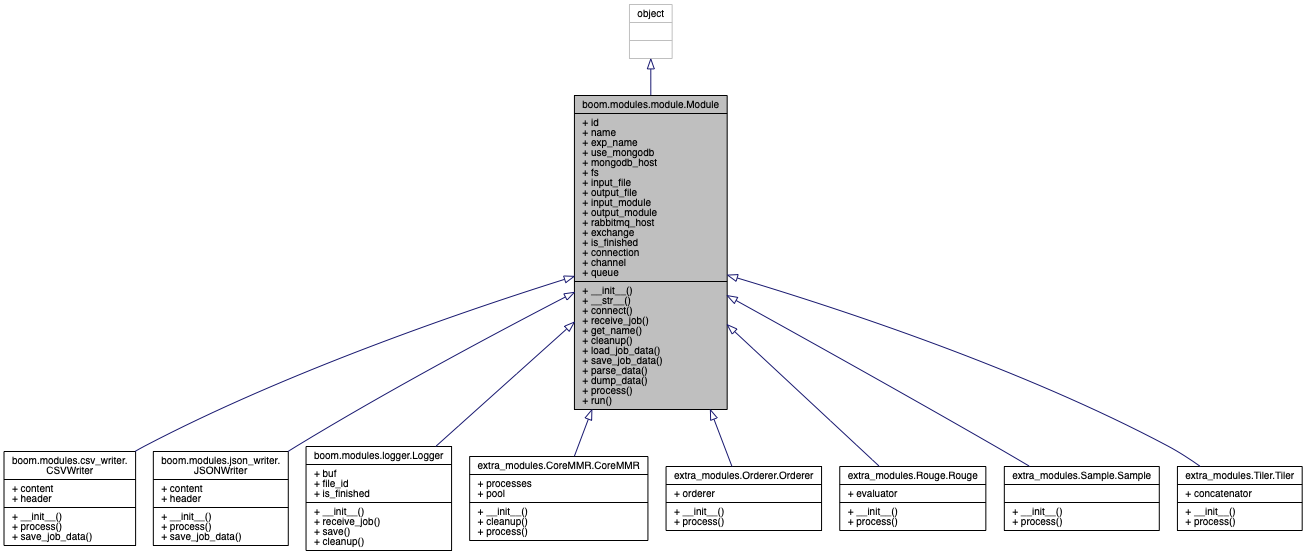 object
boom.modules.module.Module
+ id
+ name
+ exp_name
+ use_mongodb
+ mongodb_host
+ fs
+ input_file
+ output_file
+ input_module
+ output_module
+ rabbitmq_host
+ exchange
+ is_finished
+ connection
+ channel
+ queue
+ __init__()
+ __str__()
+ connect()
+ receive_job()
+ get_name()
+ cleanup()
+ load_job_data()
+ save_job_data()
+ parse_data()
+ dump_data()
+ process()
+ run()
boom.modules.csv_writer.
CSVWriter
+ content
+ header
+ __init__()
+ process()
+ save_job_data()
boom.modules.json_writer.
JSONWriter
+ content
+ header
+ __init__()
+ process()
+ save_job_data()
boom.modules.logger.Logger
+ buf
+ file_id
+ is_finished
+ __init__()
+ receive_job()
+ save()
+ cleanup()
extra_modules.CoreMMR.CoreMMR
+ processes
+ pool
+ __init__()
+ cleanup()
+ process()
extra_modules.Orderer.Orderer
+ orderer
+ __init__()
+ process()
extra_modules.Rouge.Rouge
+ evaluator
+ __init__()
+ process()
extra_modules.Sample.Sample
+ __init__()
+ process()
extra_modules.Tiler.Tiler
+ concatenator
+ __init__()
+ process()